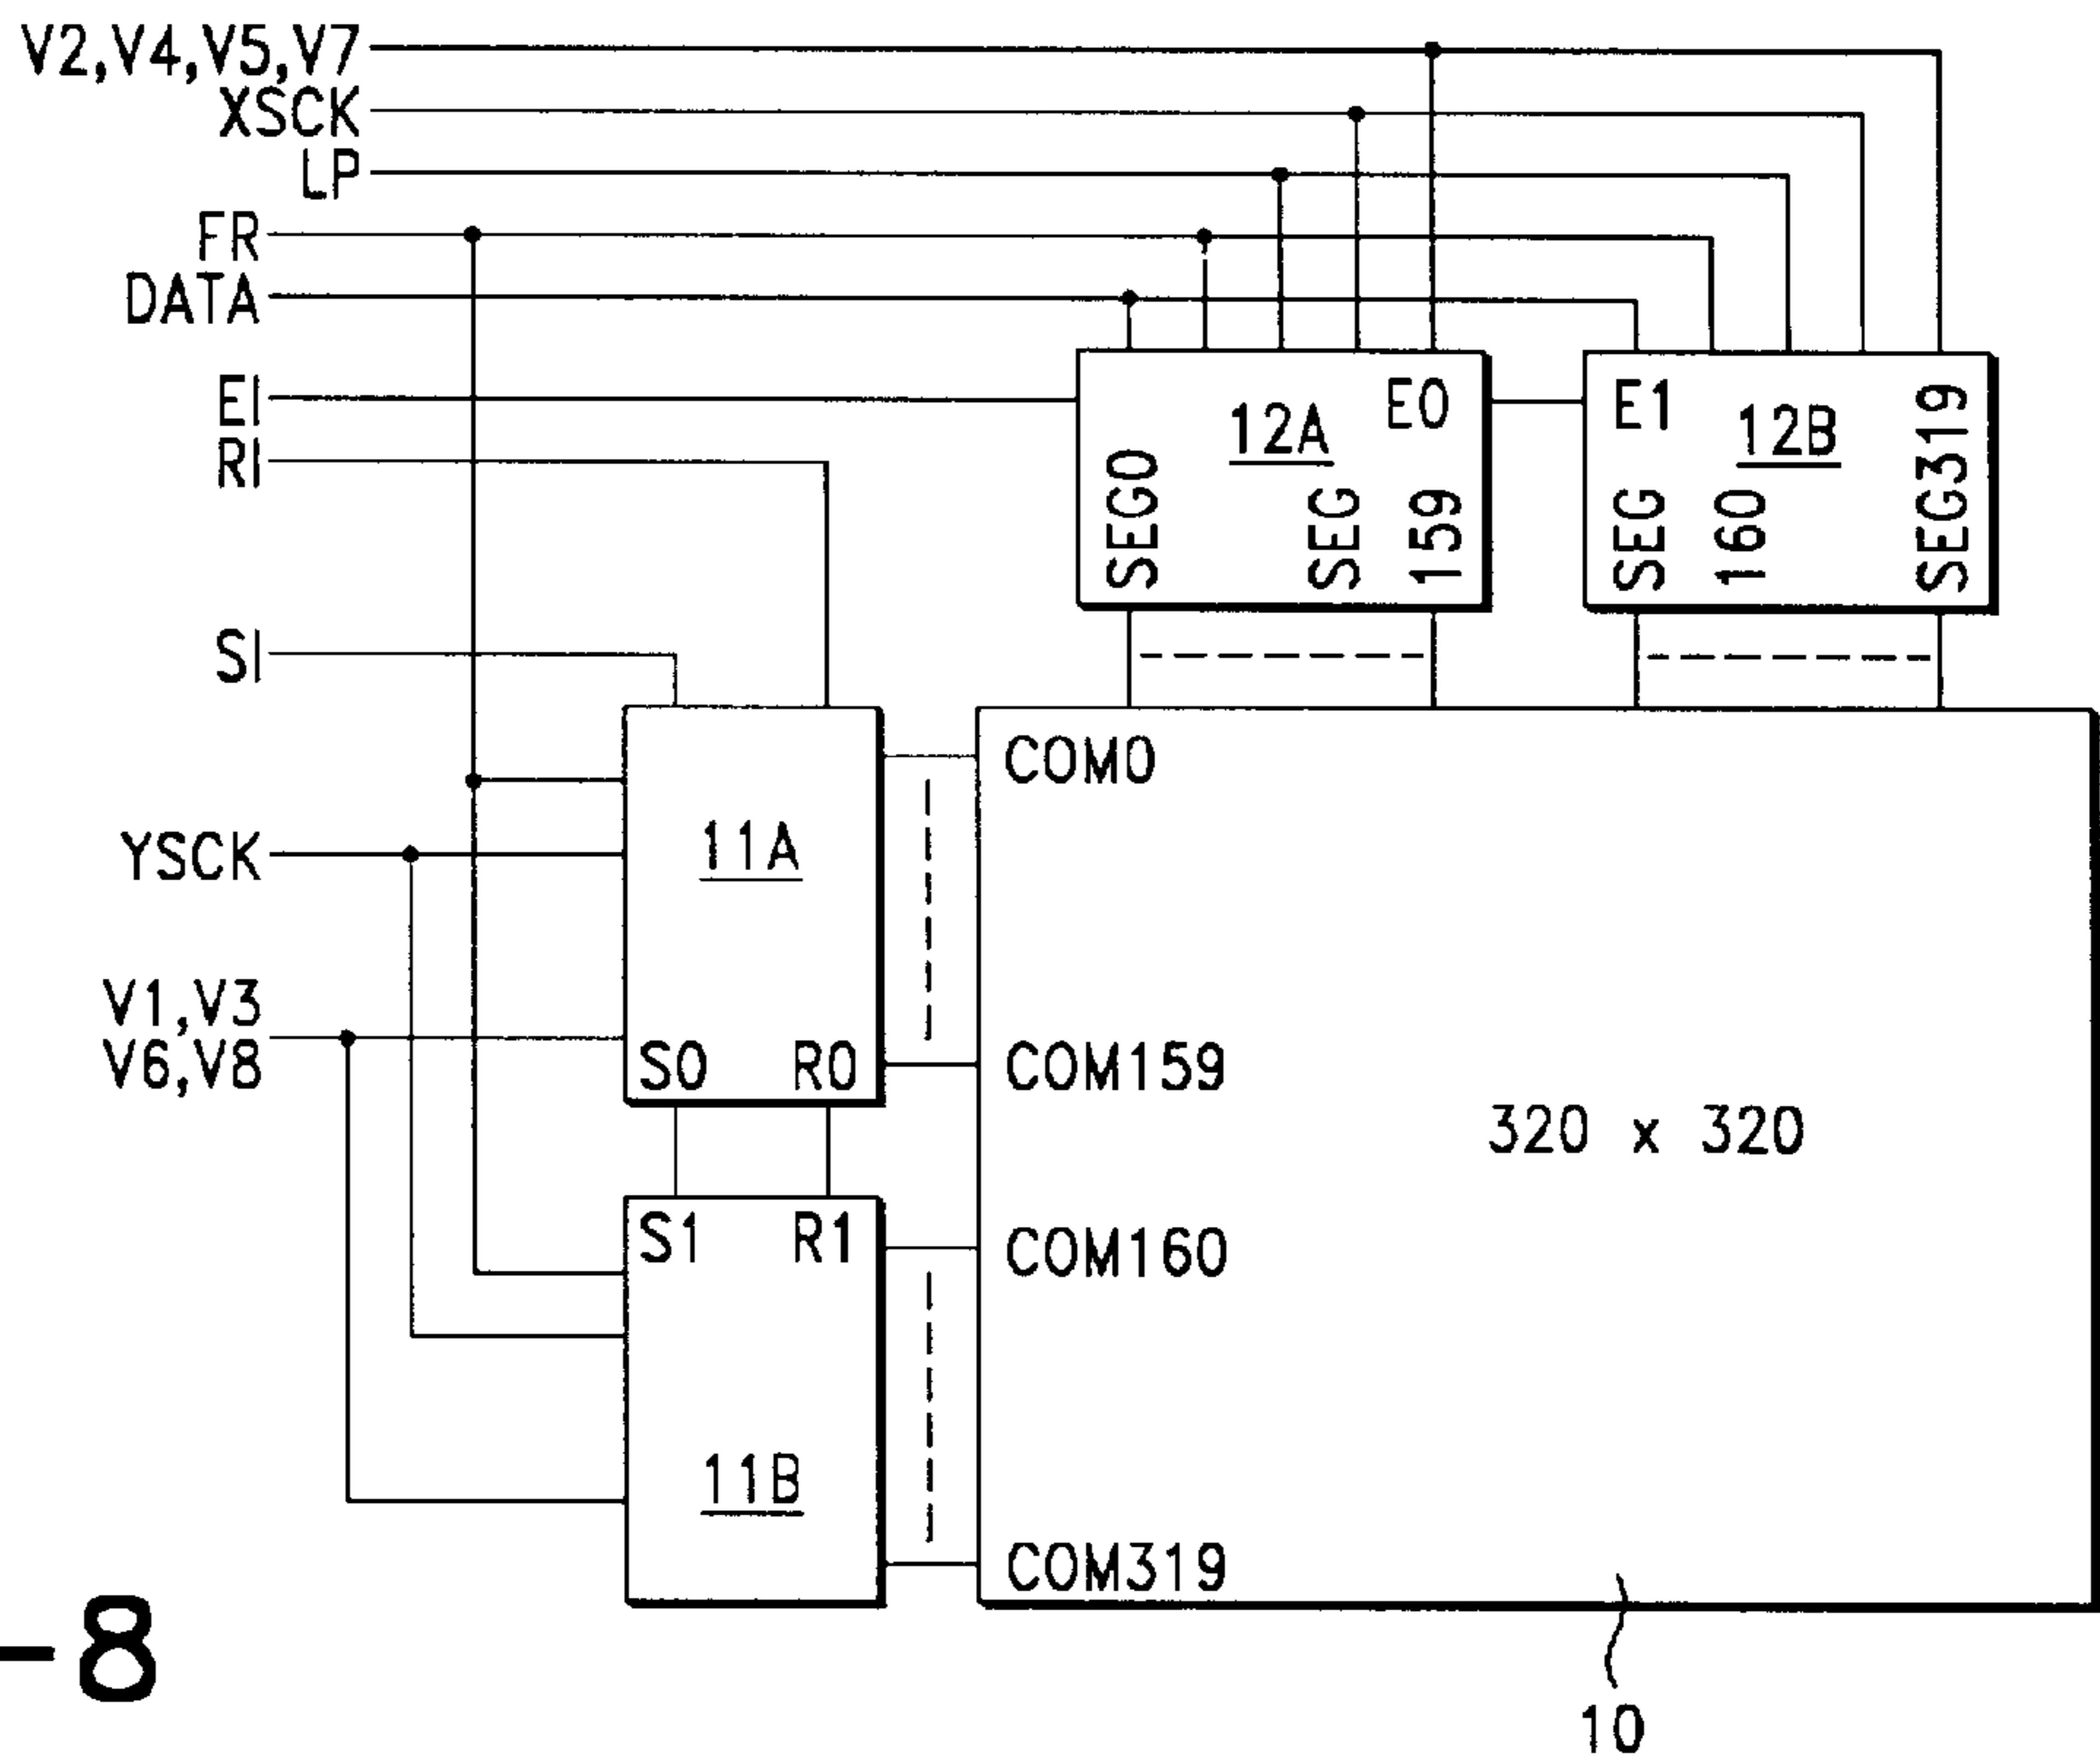 V2,V4,V5,V7
XSCK
LP
FR
DATA
EI
RI
SI
YSCK
V1,V3
V6,V8
12A
E0
SEG0
SEG
159
E1
12B
SEG
160
SEG319
11A
S0 R0
S1 R1
11B
COM0
COM159
COM160
COM319
320 x 320
10
-8